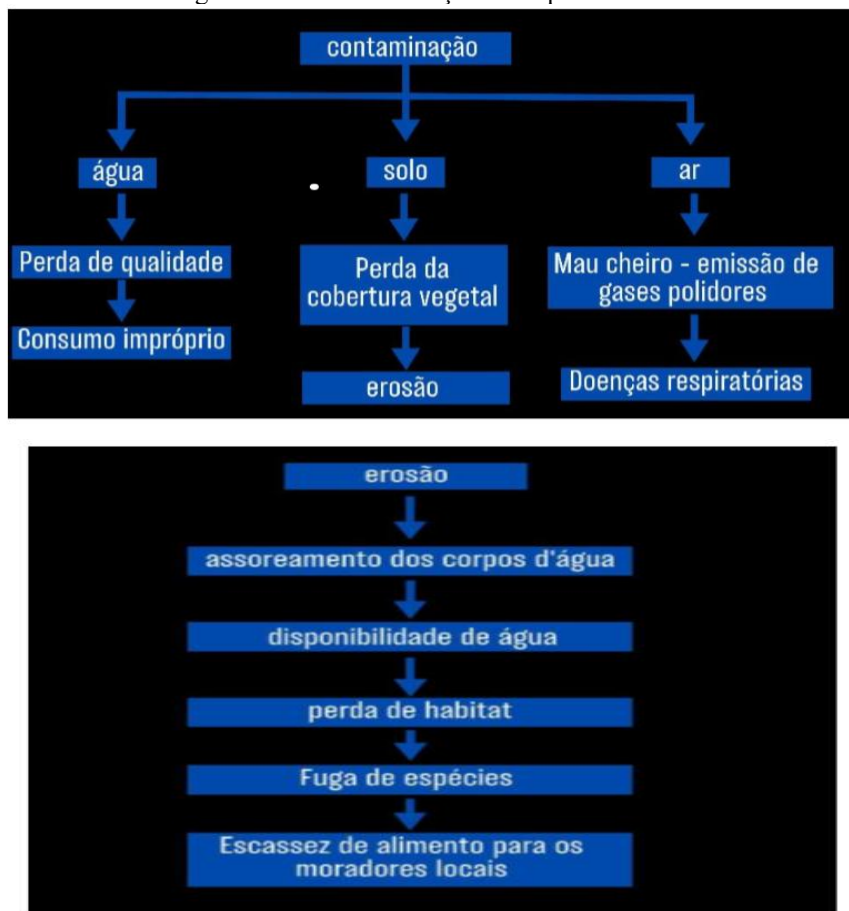 contaminação
água
solo
ar
Perda de qualidade
Perda da
cobertura vegetal
Mau cheiro - emissão de
gases polidores
Consumo impróprio
erosão
Doenças respiratórias
erosão
assoreamento dos corpos d'água
disponibilidade de água
perda de habitat
Fuga de espécies
Escassez de alimento para os
moradores locais